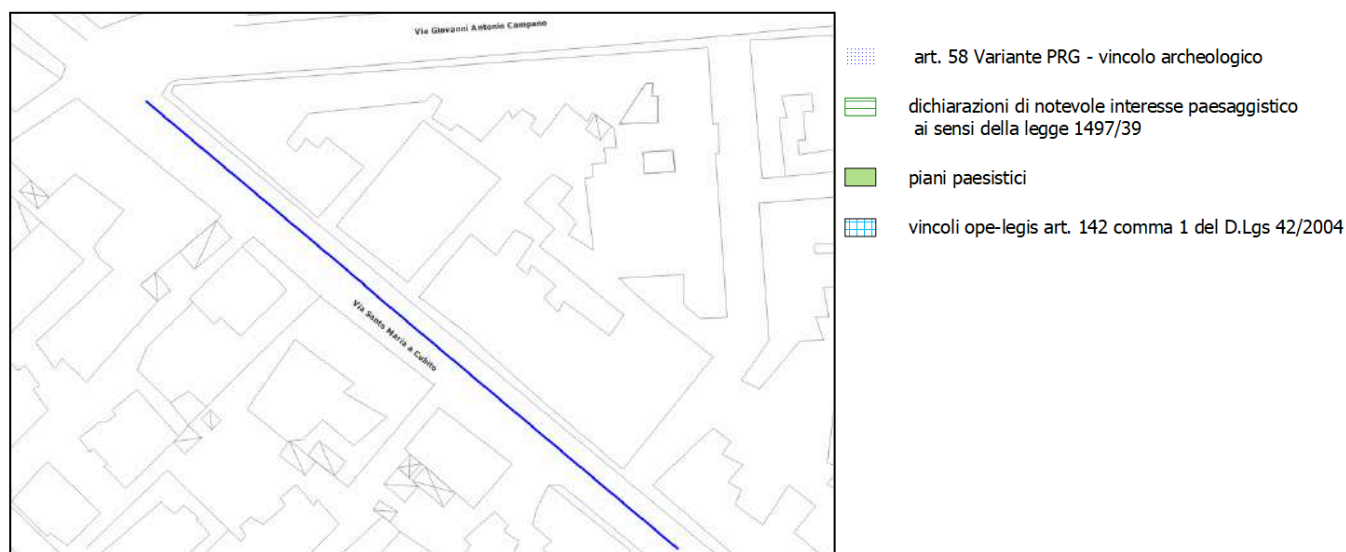 Via Giovanni Antonio Campano
Via Santa Maria a Cubito
art. 58 Variante PRG - vincolo archeologico
dichiarazioni di notevole interesse paesaggistico
ai sensi della legge 1497/39
piani paesistici
vincoli ope-legis art. 142 comma 1 del D.Lgs 42/2004